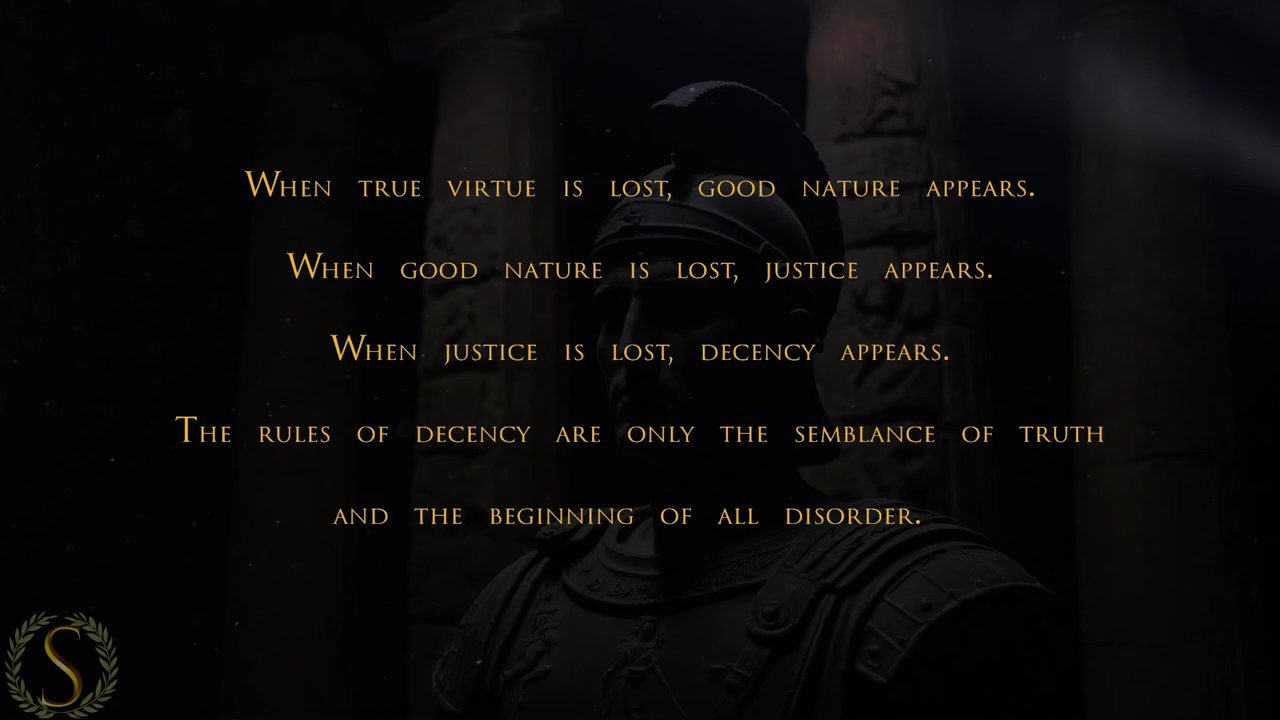 When true virtue is lost, good nature appears.
When good nature is lost, justice appears.
When justice is lost, decency appears.
The rules of decency are only the semblance of truth
and the beginning of all disorder.
S